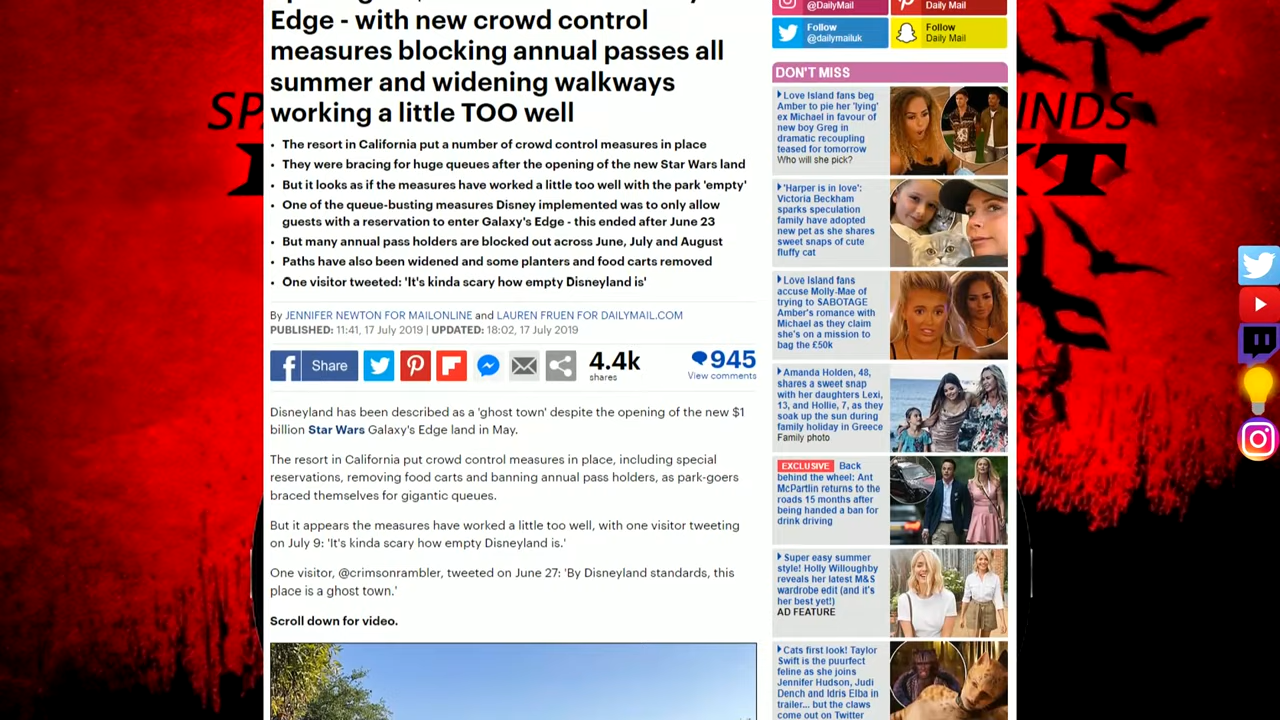 Edge - with new crowd control
measures blocking annual passes all
summer and widening walkways
working a little TOO well
• The resort in California put a number of crowd control measures in place
• They were bracing for huge queues after the opening of the new Star Wars land
• But it looks as if the measures have worked a little too well with the park 'empty'
• One of the queue-busting measures Disney implemented was to only allow
guests with a reservation to enter Galaxy's Edge - this ended after June 23
• But many annual pass holders are blocked out across June, July and August
• Paths have also been widened and some planters and food carts removed
• One visitor tweeted: 'It's kinda scary how empty Disneyland is'
By JENNIFER NEWTON FOR MAILONLINE and LAUREN FRUEN FOR DAILYMAIL.COM
PUBLISHED: 11:41, 17 July 2019 | UPDATED: 18:02, 17 July 2019
Share
4.4k
shares
945
View comments
Disneyland has been described as a 'ghost town' despite the opening of the new $1
billion Star Wars Galaxy's Edge land in May.
The resort in California put crowd control measures in place, including special
reservations, removing food carts and banning annual pass holders, as park-goers
braced themselves for gigantic queues.
But it appears the measures have worked a little too well, with one visitor tweeting
on July 9: 'It's kinda scary how empty Disneyland is.'
One visitor, @crimsonrambler, tweeted on June 27: 'By Disneyland standards, this
place is a ghost town.'
Scroll down for video.
@DailyMail
Daily Mail
Follow
@dailymailuk
Follow
Daily Mail
DON'T MISS
Love Island fans beg
Amber to pie her 'lying'
ex Michael in favour of
new boy Greg in
dramatic recoupling
teased for tomorrow
Who will she pick?
'Harper is in love':
Victoria Beckham
sparks speculation
family have adopted
new pet as she shares
sweet snaps of cute
fluffy cat
Love Island fans
accuse Molly-Mae of
trying to SABOTAGE
Amber's romance with
Michael as they claim
she's on a mission to
bag the £50k
Amanda Holden, 48,
shares a sweet snap
with her daughters Lexi,
13, and Hollie, 7, as they
soak up the sun during
family holiday in Greece
Family photo
EXCLUSIVE Back
behind the wheel: Ant
McPartlin returns to the
roads 15 months after
being handed a ban for
drink driving
Super easy summer
style! Holly Willoughby
reveals her latest M&S
wardrobe edit (and it's
her best yet!)
AD FEATURE
Cats first look! Taylor
Swift is the puurfect
feline as she joins
Jennifer Hudson, Judi
Dench and Idris Elba in
trailer... but the claws
come out on Twitter